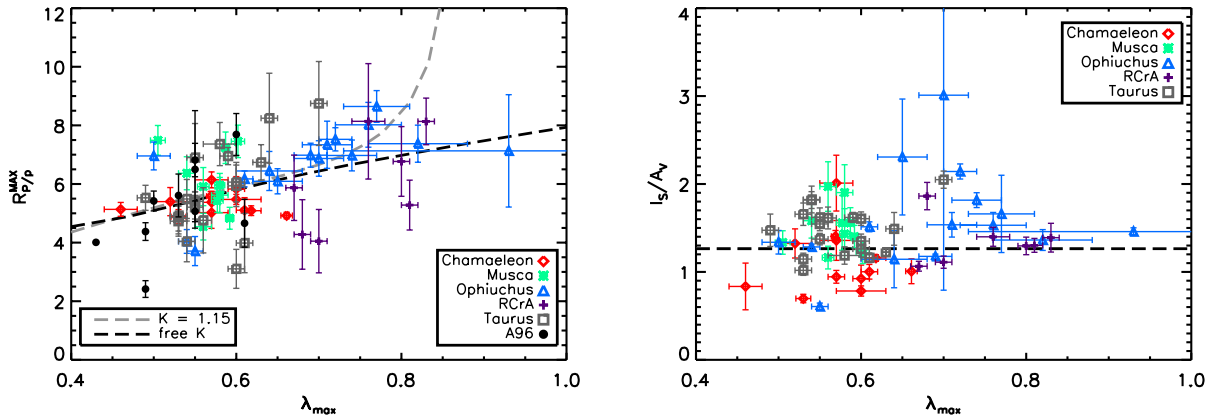 12
10
8
6
4
2
0
R^MAX_P/p
0.4
0.6
0.8
1.0
λmax
K = 1.15
free K
Chamaeleon
Musca
Ophiuchus
RCrA
Taurus
A96
4
3
2
1
0
I_S/A_V
0.4
0.6
0.8
1.0
λmax
Chamaeleon
Musca
Ophiuchus
RCrA
Taurus